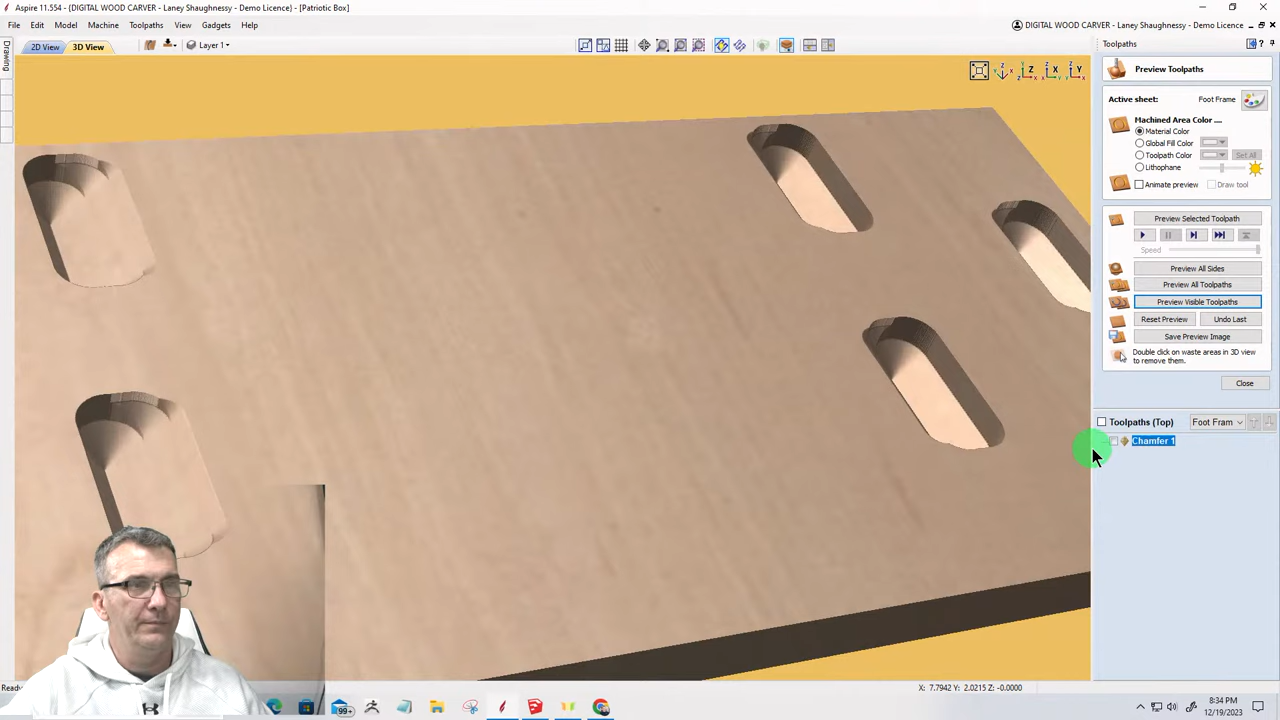 Aspire 11.554 - (DIGITAL WOOD CARVER - Laney Shaughnessy - Demo Licence) - [Patriotic Box]
File Edit Model Machine Toolpaths View Gadgets Help
DIGITAL WOOD CARVER - Laney Shaughnessy - Demo Licence
Drawing
2D View 3D View Layer 1
Z Z X Y
Toolpaths
Preview Toolpaths
Active sheet: Foot Frame
Machined Area Color ....
Material Color
Global Fill Color
Toolpath Color Set All
Lithophane
Animate preview Draw tool
Preview Selected Toolpath
Speed
Preview All Sides
Preview All Toolpaths
Preview Visible Toolpaths
Reset Preview Undo Last
Save Preview Image
Double click on waste areas in 3D view
to remove them.
Close
Toolpaths (Top) Foot Fram
Chamfer 1
Ready
X: 7.7942 Y: 2.0215 Z: -0.0000
99+
8:34 PM
12/19/2023